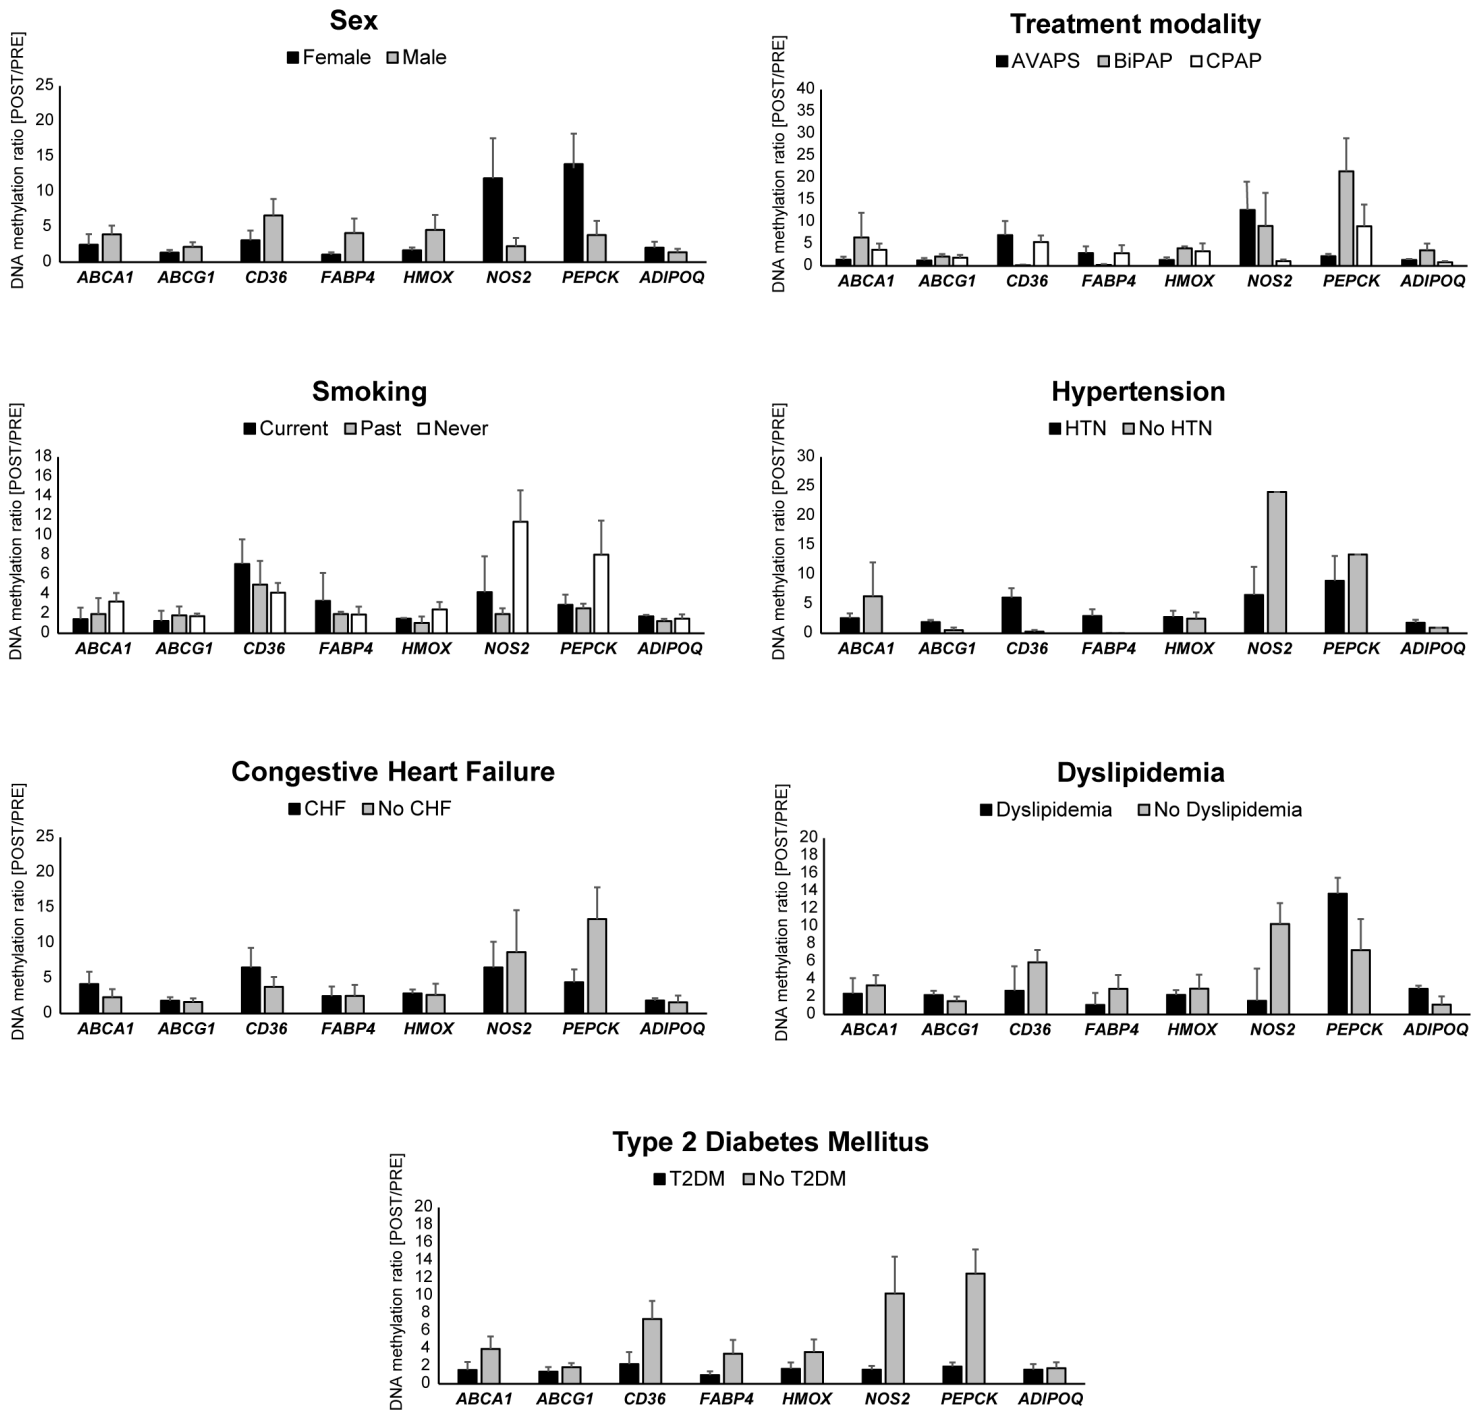 Sex
Female Male
DNA methylation ratio [POST/PRE]
25
20
15
10
5
0
ABCA1 ABCG1 CD36 FABP4 HMOX NOS2 PEPCK ADIPOQ
Treatment modality
AVAPS BiPAP CPAP
DNA methylation ratio [POST/PRE]
40
35
30
25
20
15
10
5
0
ABCA1 ABCG1 CD36 FABP4 HMOX NOS2 PEPCK ADIPOQ
Smoking
Current Past Never
DNA methylation ratio [POST/PRE]
18
16
14
12
10
8
6
4
2
0
ABCA1 ABCG1 CD36 FABP4 HMOX NOS2 PEPCK ADIPOQ
Hypertension
HTN No HTN
DNA methylation ratio [POST/PRE]
30
25
20
15
10
5
0
ABCA1 ABCG1 CD36 FABP4 HMOX NOS2 PEPCK ADIPOQ
Congestive Heart Failure
CHF No CHF
DNA methylation ratio [POST/PRE]
25
20
15
10
5
0
ABCA1 ABCG1 CD36 FABP4 HMOX NOS2 PEPCK ADIPOQ
Dyslipidemia
Dyslipidemia No Dyslipidemia
DNA methylation ratio [POST/PRE]
20
18
16
14
12
10
8
6
4
2
0
ABCA1 ABCG1 CD36 FABP4 HMOX NOS2 PEPCK ADIPOQ
Type 2 Diabetes Mellitus
T2DM No T2DM
DNA methylation ratio [POST/PRE]
20
18
16
14
12
10
8
6
4
2
0
ABCA1 ABCG1 CD36 FABP4 HMOX NOS2 PEPCK ADIPOQ